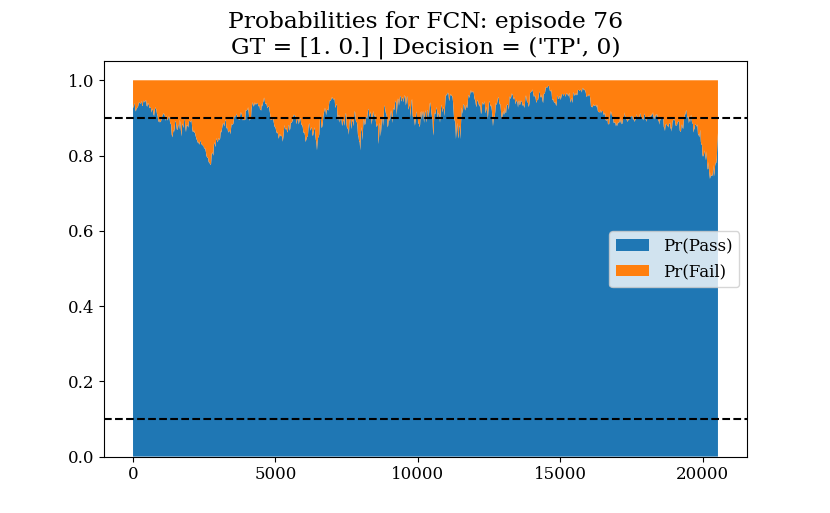 Probabilities for FCN: episode 76
GT = [1. 0.] | Decision = ('TP', 0)
1.0
0.8
0.6
0.4
0.2
0.0
Pr(Pass)
Pr(Fail)
0
5000
10000
15000
20000